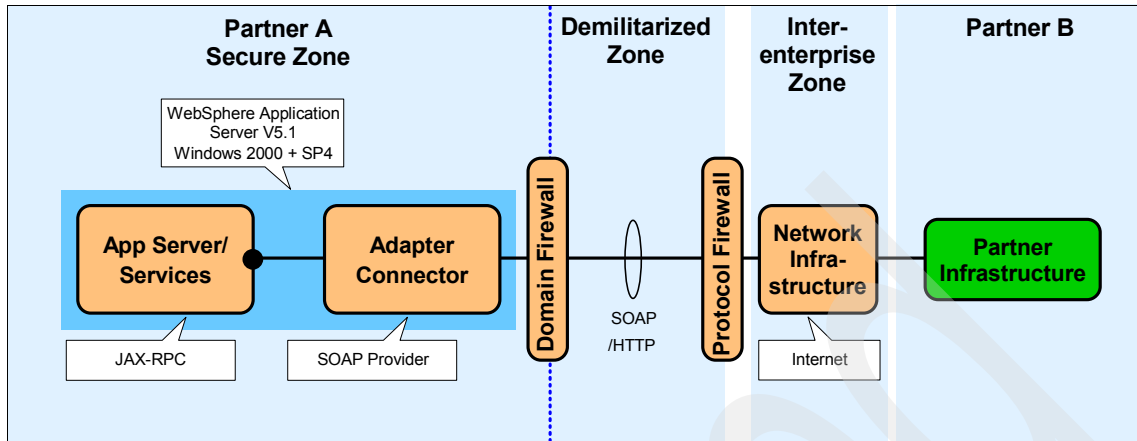 Partner A
Secure Zone
Demilitarized
Zone
Inter-
enterprise
Zone
Partner B
WebSphere Application
Server V5.1
Windows 2000 + SP4
App Server/
Services
Adapter
Connector
Domain Firewall
SOAP
/HTTP
Protocol Firewall
Network
Infra-
structure
Partner
Infrastructure
JAX-RPC
SOAP Provider
Internet